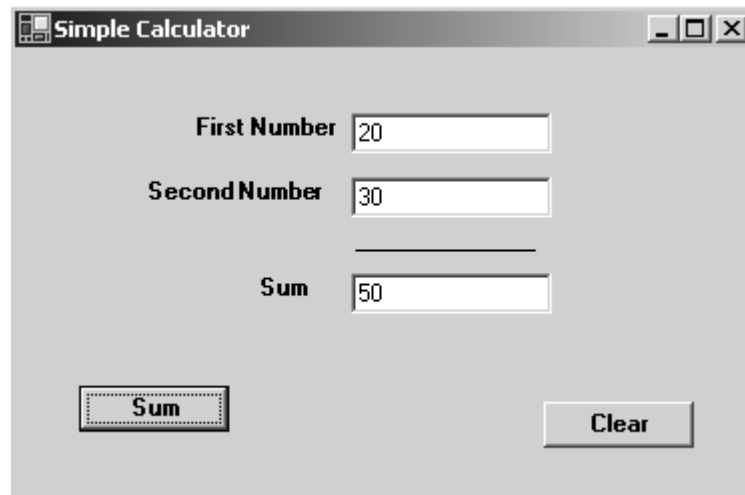 Simple Calculator
First Number 20
Second Number 30
Sum 50
Sum
Clear